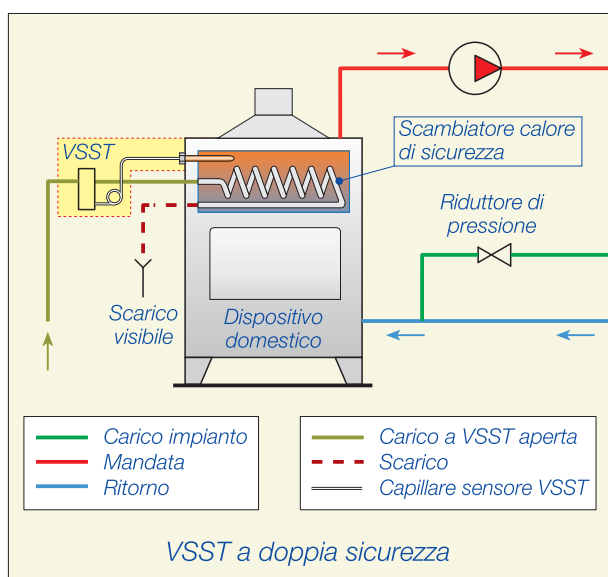 VSST
Scambiatore calore
di sicurezza
Riduttore di
pressione
Scarico
visibile
Dispositivo
domestico
Carico impianto
Mandata
Ritorno
Carico a VSST aperta
Scarico
Capillare sensore VSST
VSST a doppia sicurezza